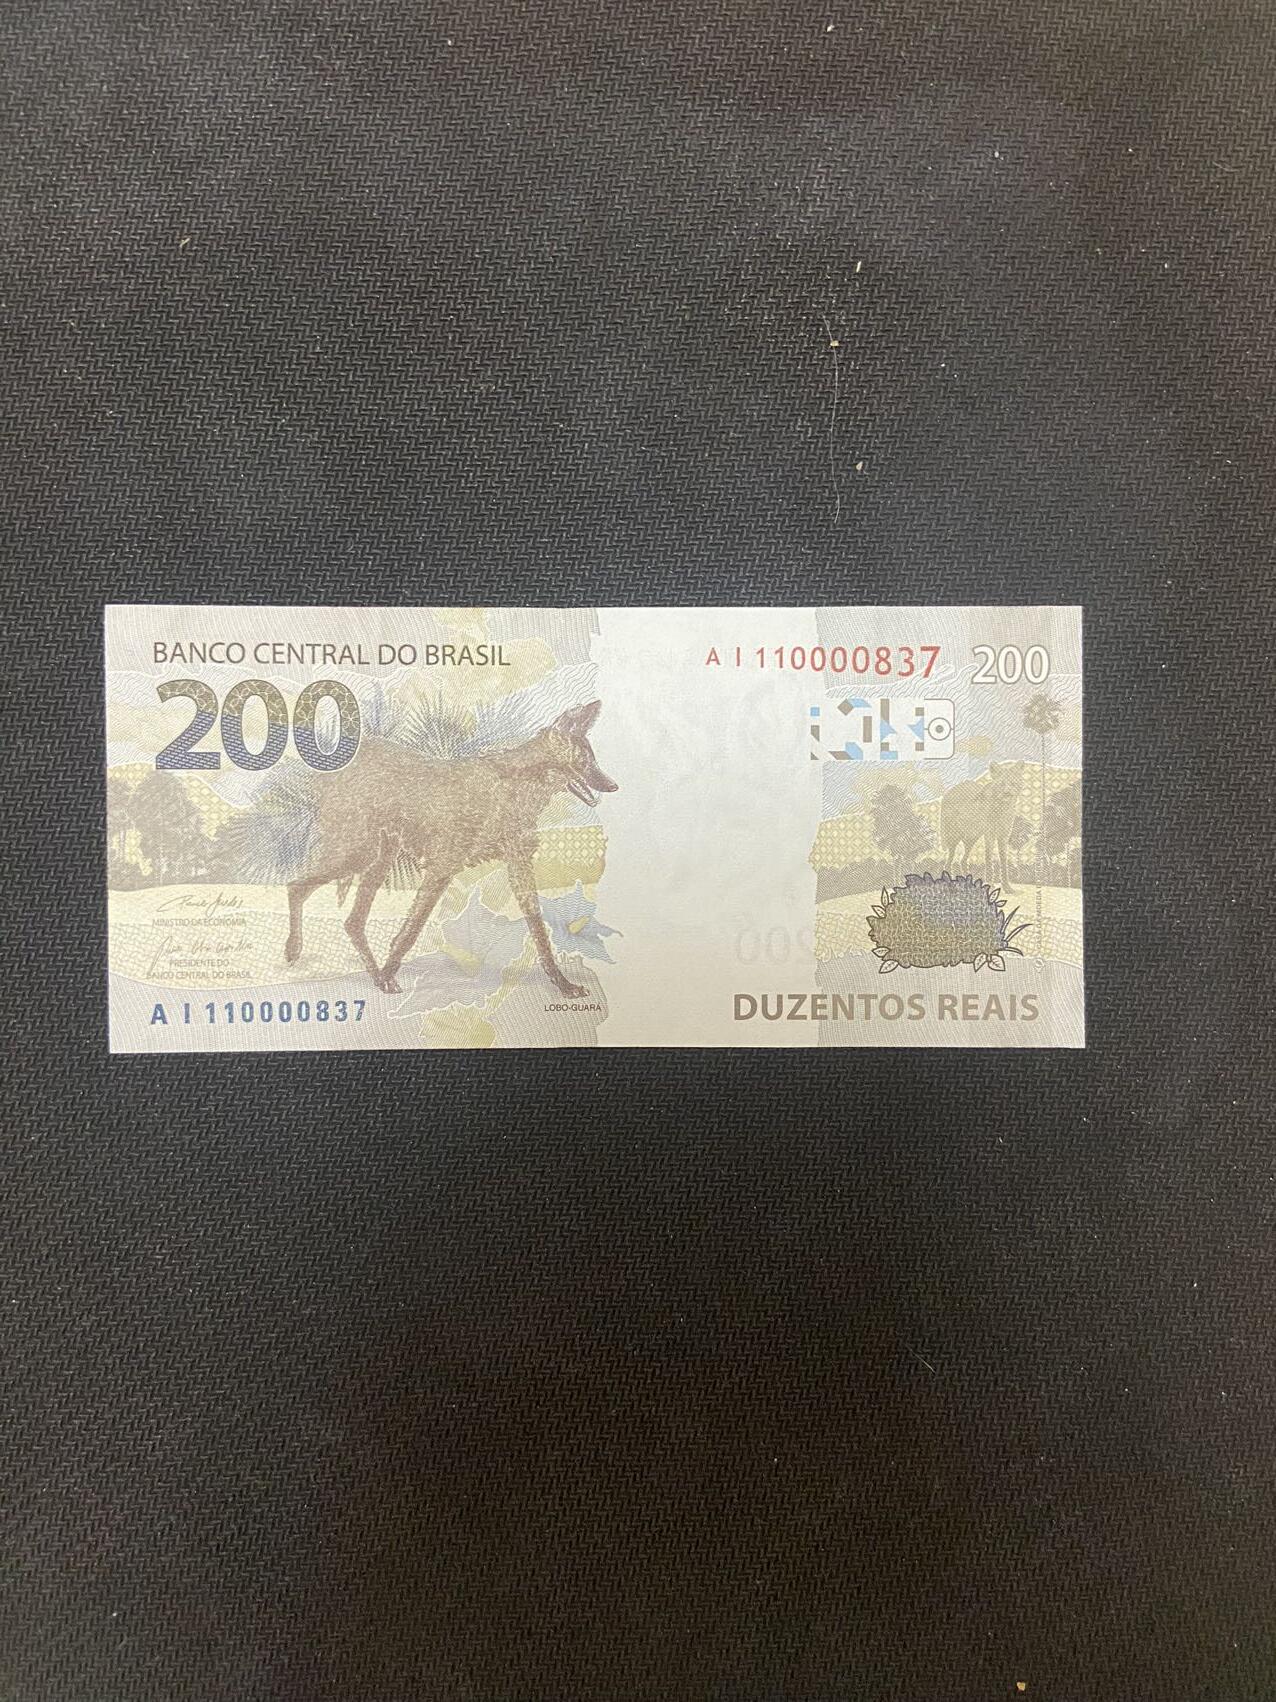 BANCO CENTRAL DO BRASIL
A I 110000837
200
200
MINISTRO DA ECONOMIA
PRESIDENTE DO
BANCO CENTRAL DO BRASIL
A I 110000837
LOBO-GUARÁ
DUZENTOS REAIS